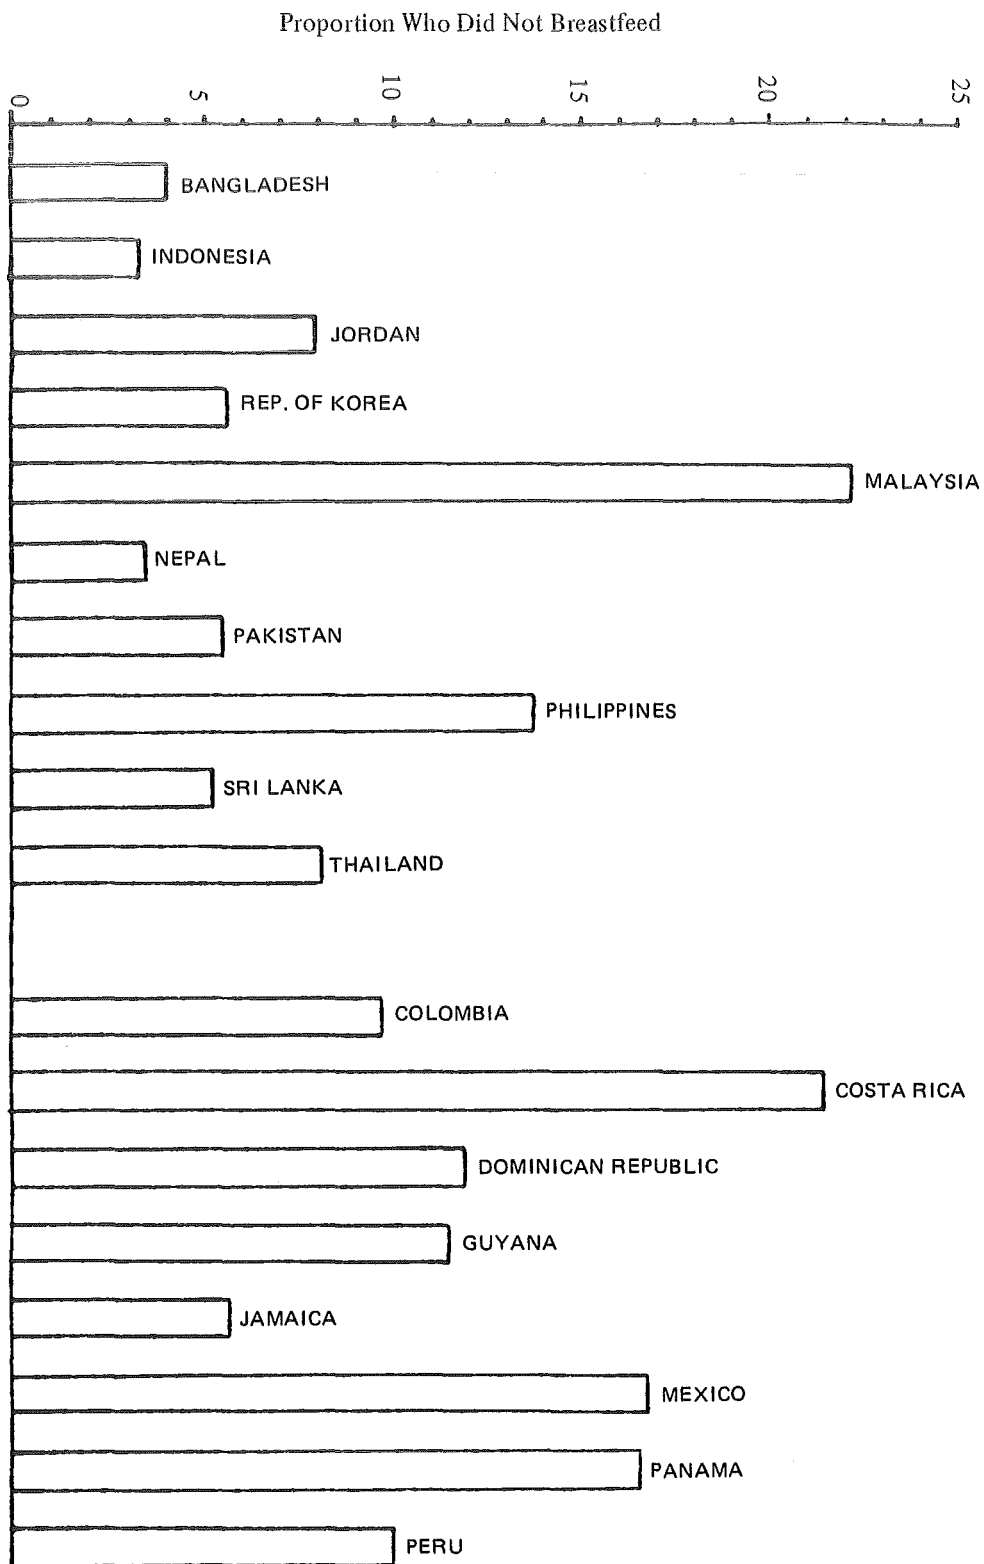 Proportion Who Did Not Breastfeed
0 5 10 15 20 25
BANGLADESH
INDONESIA
JORDAN
REP. OF KOREA
MALAYSIA
NEPAL
PAKISTAN
PHILIPPINES
SRI LANKA
THAILAND
COLOMBIA
COSTA RICA
DOMINICAN REPUBLIC
GUYANA
JAMAICA
MEXICO
PANAMA
PERU